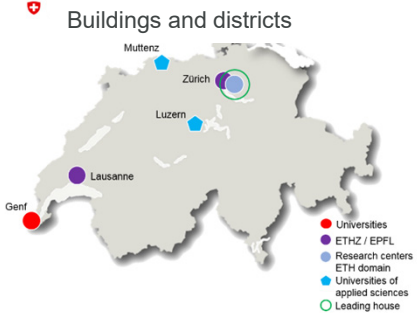 Buildings and districts
Muttenz
Zürich
Luzern
Lausanne
Genf
Universities
ETHZ / EPFL
Research centers
ETH domain
Universities of
applied sciences
Leading house